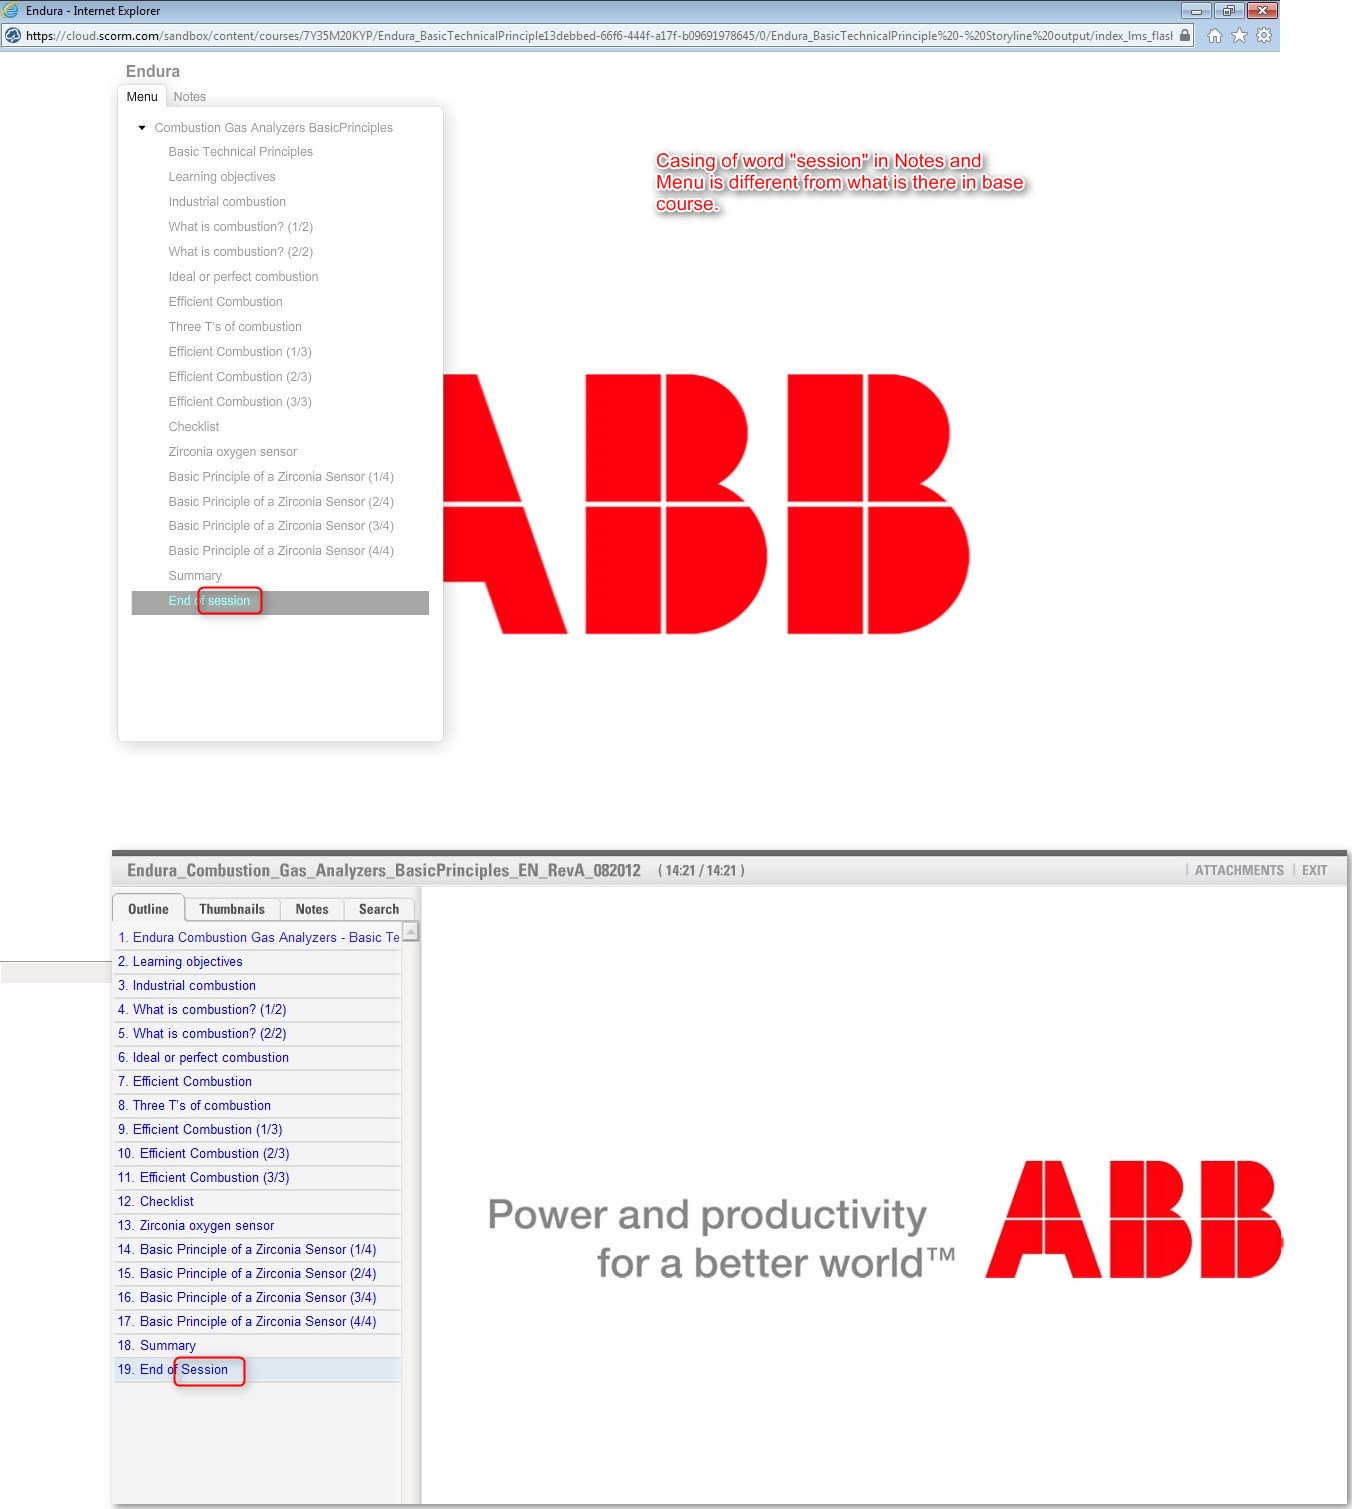 Endura - Internet Explorer
https://cloud.scorm.com/sandbox/content/courses/7Y35M20KYP/Endura_BasicTechnicalPrinciple13debbed-66f6-444f-a17f-b09691978645/0/Endura_BasicTechnicalPrinciple%20-%20Storyline%20output/index_lms_flash
Endura
Menu Notes
Combustion Gas Analyzers BasicPrinciples
Basic Technical Principles
Learning objectives
Industrial combustion
What is combustion? (1/2)
What is combustion? (2/2)
Ideal or perfect combustion
Efficient Combustion
Three T's of combustion
Efficient Combustion (1/3)
Efficient Combustion (2/3)
Efficient Combustion (3/3)
Checklist
Zirconia oxygen sensor
Basic Principle of a Zirconia Sensor (1/4)
Basic Principle of a Zirconia Sensor (2/4)
Basic Principle of a Zirconia Sensor (3/4)
Basic Principle of a Zirconia Sensor (4/4)
Summary
End of session
Casing of word "session" in Notes and
Menu is different from what is there in base
course.
ABB
Endura_Combustion_Gas_Analyzers_BasicPrinciples_EN_RevA_082012 ( 14:21 / 14:21 )
ATTACHMENTS EXIT
Outline Thumbnails Notes Search
1. Endura Combustion Gas Analyzers - Basic Te
2. Learning objectives
3. Industrial combustion
4. What is combustion? (1/2)
5. What is combustion? (2/2)
6. Ideal or perfect combustion
7. Efficient Combustion
8. Three T's of combustion
9. Efficient Combustion (1/3)
10. Efficient Combustion (2/3)
11. Efficient Combustion (3/3)
12. Checklist
13. Zirconia oxygen sensor
14. Basic Principle of a Zirconia Sensor (1/4)
15. Basic Principle of a Zirconia Sensor (2/4)
16. Basic Principle of a Zirconia Sensor (3/4)
17. Basic Principle of a Zirconia Sensor (4/4)
18. Summary
19. End of Session
Power and productivity
for a better world™
ABB